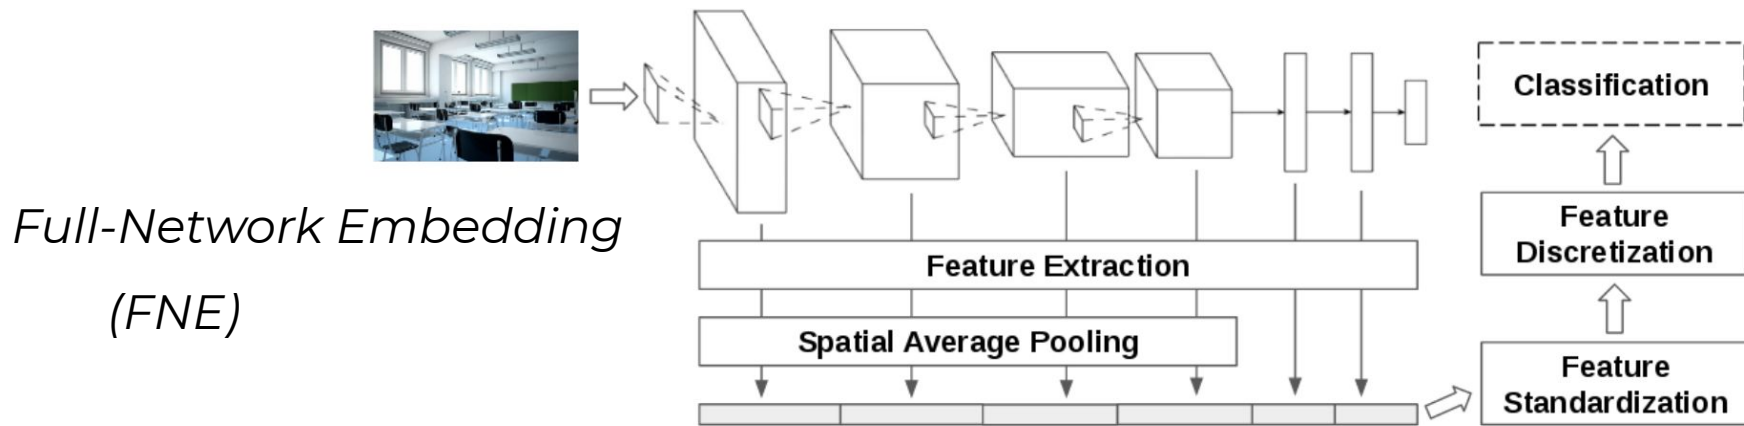 Full-Network Embedding
(FNE)
Feature Extraction
Spatial Average Pooling
Classification
Feature
Discretization
Feature
Standardization